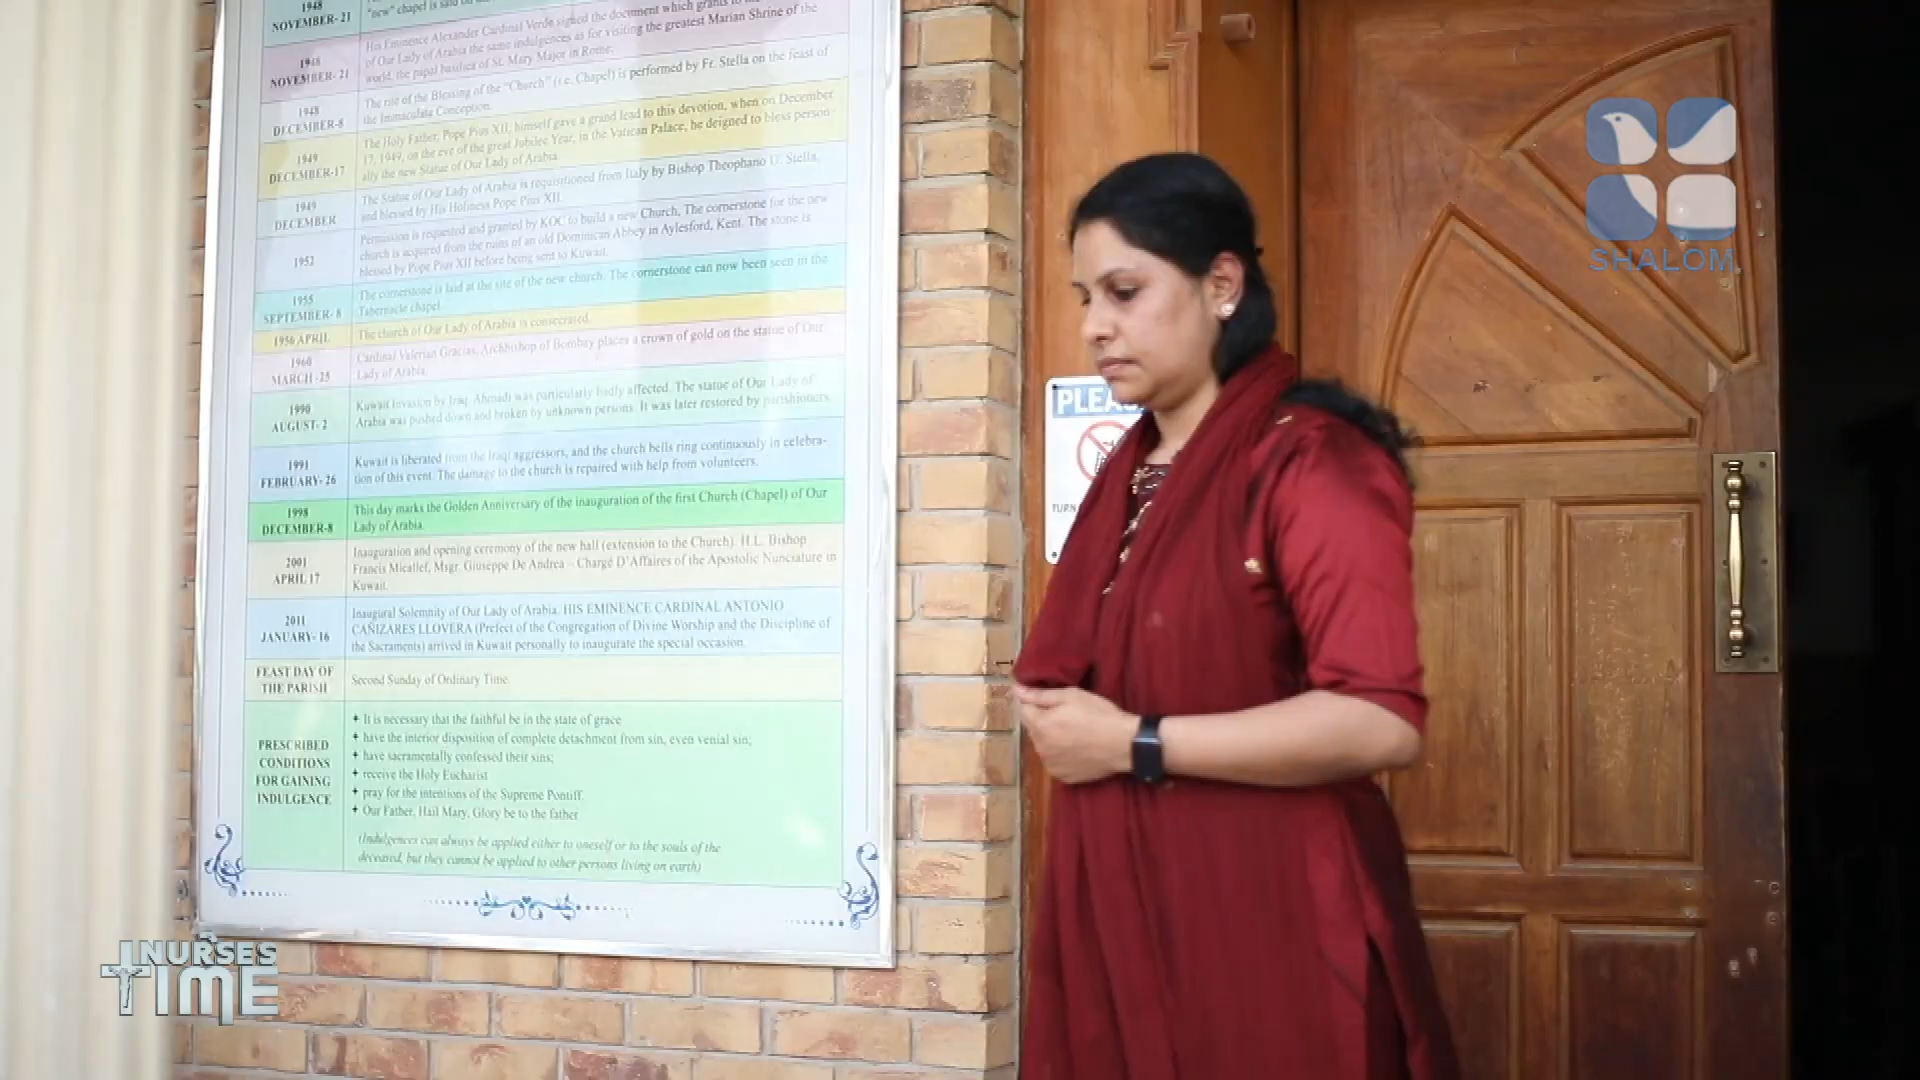 1948
NOVEMBER- 21
"new" chapel is said on
1948
NOVEMBER- 21
His Eminence Alexander Cardinal Verde signed the document which grants to
of Our Lady of Arabia the same indulgences as for visiting the greatest Marian Shrine of the
world, the papal basilica of St. Mary Major in Rome.
1948
DECEMBER-8
The rite of the Blessing of the "Church" (i.e. Chapel) is performed by Fr. Stella on the feast of
the Immaculate Conception.
1949
DECEMBER-17
The Holy Father, Pope Pius XII, himself gave a grand lead to this devotion, when on December
17, 1949, on the eve of the great Jubilee Year, in the Vatican Palace, he deigned to bless person-
ally the new Statue of Our Lady of Arabia.
1949
DECEMBER
The Statue of Our Lady of Arabia is requisitioned from Italy by Bishop Theophano U. Stella,
and blessed by His Holiness Pope Pius XII.
1952
Permission is requested and granted by KOC to build a new Church, The cornerstone for the new
church is acquired from the ruins of an old Dominican Abbey in Aylesford, Kent. The stone is
blessed by Pope Pius XII before being sent to Kuwait.
1955
SEPTEMBER- 8
The cornerstone is laid at the site of the new church. The cornerstone can now been seen in the
Tabernacle chapel.
1956 APRIL
The church of Our Lady of Arabia is consecrated.
1960
MARCH -25
Cardinal Valerian Gracias, Archbishop of Bombay places a crown of gold on the statue of Our
Lady of Arabia.
1990
AUGUST- 2
Kuwait Invasion by Iraq. Ahmadi was particularly badly affected. The statue of Our Lady of
Arabia was pushed down and broken by unknown persons. It was later restored by parishioners.
1991
FEBRUARY- 26
Kuwait is liberated from the Iraqi aggressors, and the church bells ring continuously in celebra-
tion of this event. The damage to the church is repaired with help from volunteers.
1998
DECEMBER-8
This day marks the Golden Anniversary of the inauguration of the first Church (Chapel) of Our
Lady of Arabia.
2001
APRIL 17
Inauguration and opening ceremony of the new hall (extension to the Church). H.L. Bishop
Francis Micallef, Msgr. Giuseppe De Andrea – Chargé D'Affaires of the Apostolic Nunciature in
Kuwait.
2011
JANUARY- 16
Inaugural Solemnity of Our Lady of Arabia. HIS EMINENCE CARDINAL ANTONIO
CAÑIZARES LLOVERA (Prefect of the Congregation of Divine Worship and the Discipline of
the Sacraments) arrived in Kuwait personally to inaugurate the special occasion.
FEAST DAY OF
THE PARISH
Second Sunday of Ordinary Time.
PRESCRIBED
CONDITIONS
FOR GAINING
INDULGENCE
It is necessary that the faithful be in the state of grace
have the interior disposition of complete detachment from sin, even venial sin;
have sacramentally confessed their sins;
receive the Holy Eucharist
pray for the intentions of the Supreme Pontiff.
Our Father, Hail Mary, Glory be to the father
(Indulgences can always be applied either to oneself or to the souls of the
deceased, but they cannot be applied to other persons living on earth)
PLEAS
TURN
SHALOM
NURSES
TIME